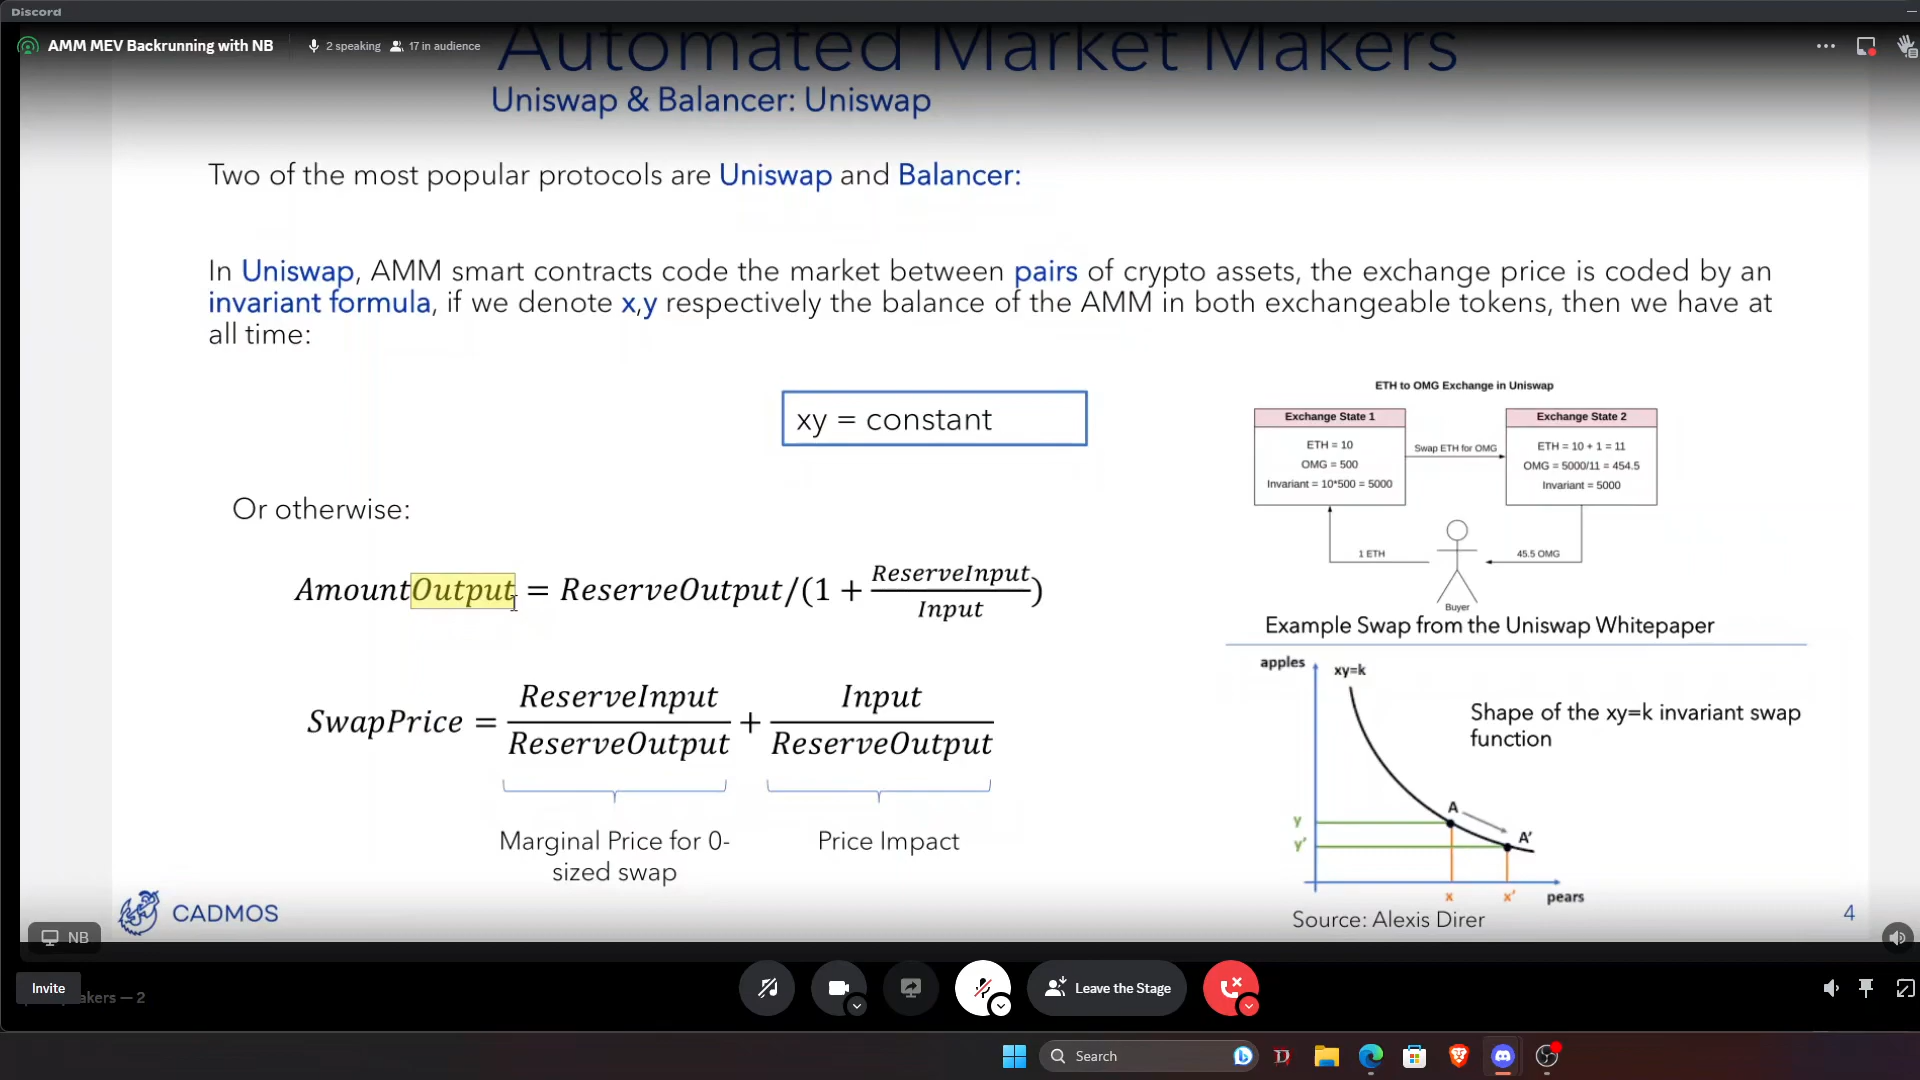 Discord
AMM MEV Backrunning with NB
2 speaking
17 in audience
Automated Market Makers
Uniswap & Balancer: Uniswap
Two of the most popular protocols are Uniswap and Balancer:
In Uniswap, AMM smart contracts code the market between pairs of crypto assets, the exchange price is coded by an
invariant formula, if we denote x,y respectively the balance of the AMM in both exchangeable tokens, then we have at
all time:
xy = constant
Or otherwise:
AmountOutput = ReserveOutput/(1 + ReserveInput/Input)
SwapPrice = ReserveInput/ReserveOutput + Input/ReserveOutput
Marginal Price for 0-
sized swap
Price Impact
ETH to OMG Exchange in Uniswap
Exchange State 1
ETH = 10
OMG = 500
Invariant = 10*500 = 5000
Swap ETH for OMG
Exchange State 2
ETH = 10 + 1 = 11
OMG = 5000/11 = 454.5
Invariant = 5000
1 ETH
45.5 OMG
Buyer
Example Swap from the Uniswap Whitepaper
apples
xy=k
Shape of the xy=k invariant swap
function
A
A'
y
y'
x
x'
pears
Source: Alexis Direr
CADMOS
4
NB
Invite
akers — 2
Leave the Stage
Search